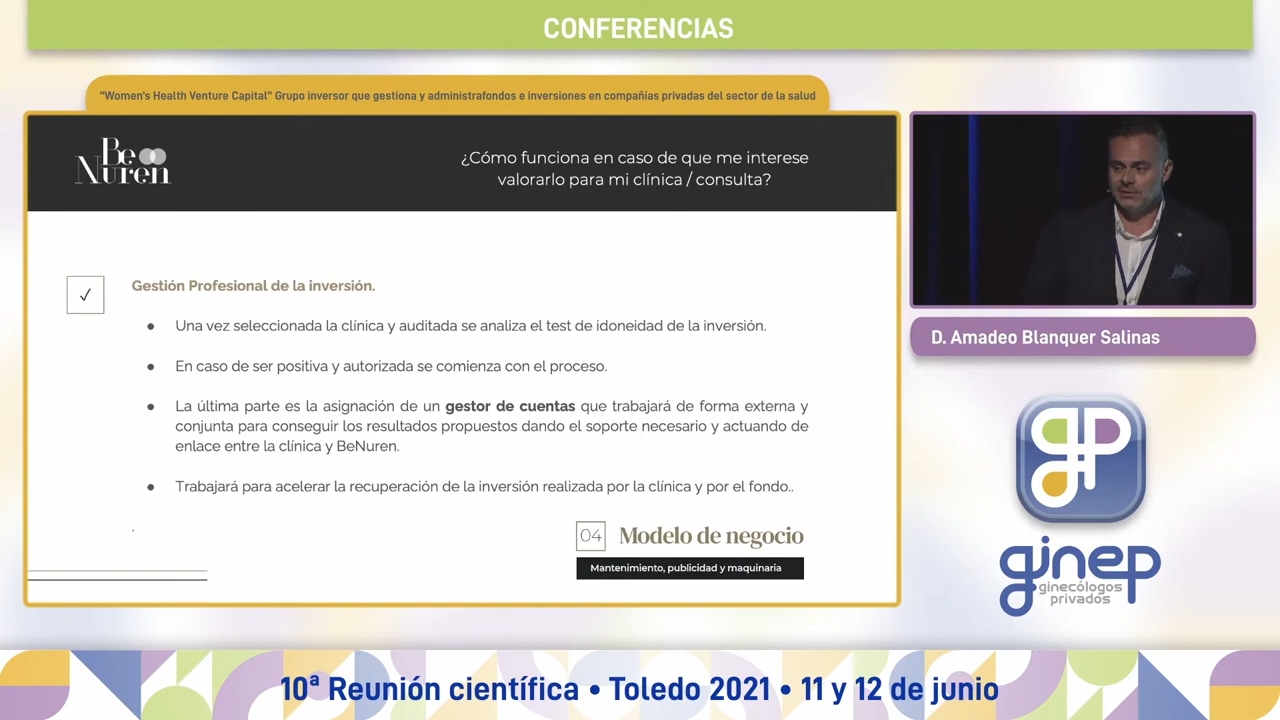 CONFERENCIAS
"Women's Health Venture Capital" Grupo inversor que gestiona y administrafondos e inversiones en compañías privadas del sector de la salud
Be
Nuren
¿Cómo funciona en caso de que me interese
valorarlo para mi clínica / consulta?
Gestión Profesional de la inversión.
● Una vez seleccionada la clínica y auditada se analiza el test de idoneidad de la inversión.
● En caso de ser positiva y autorizada se comienza con el proceso.
● La última parte es la asignación de un gestor de cuentas que trabajará de forma externa y
conjunta para conseguir los resultados propuestos dando el soporte necesario y actuando de
enlace entre la clínica y BeNuren.
● Trabajará para acelerar la recuperación de la inversión realizada por la clínica y por el fondo..
.
04 Modelo de negocio
Mantenimiento, publicidad y maquinaria
D. Amadeo Blanquer Salinas
ginep
ginecólogos
privados
10ª Reunión científica • Toledo 2021 • 11 y 12 de junio